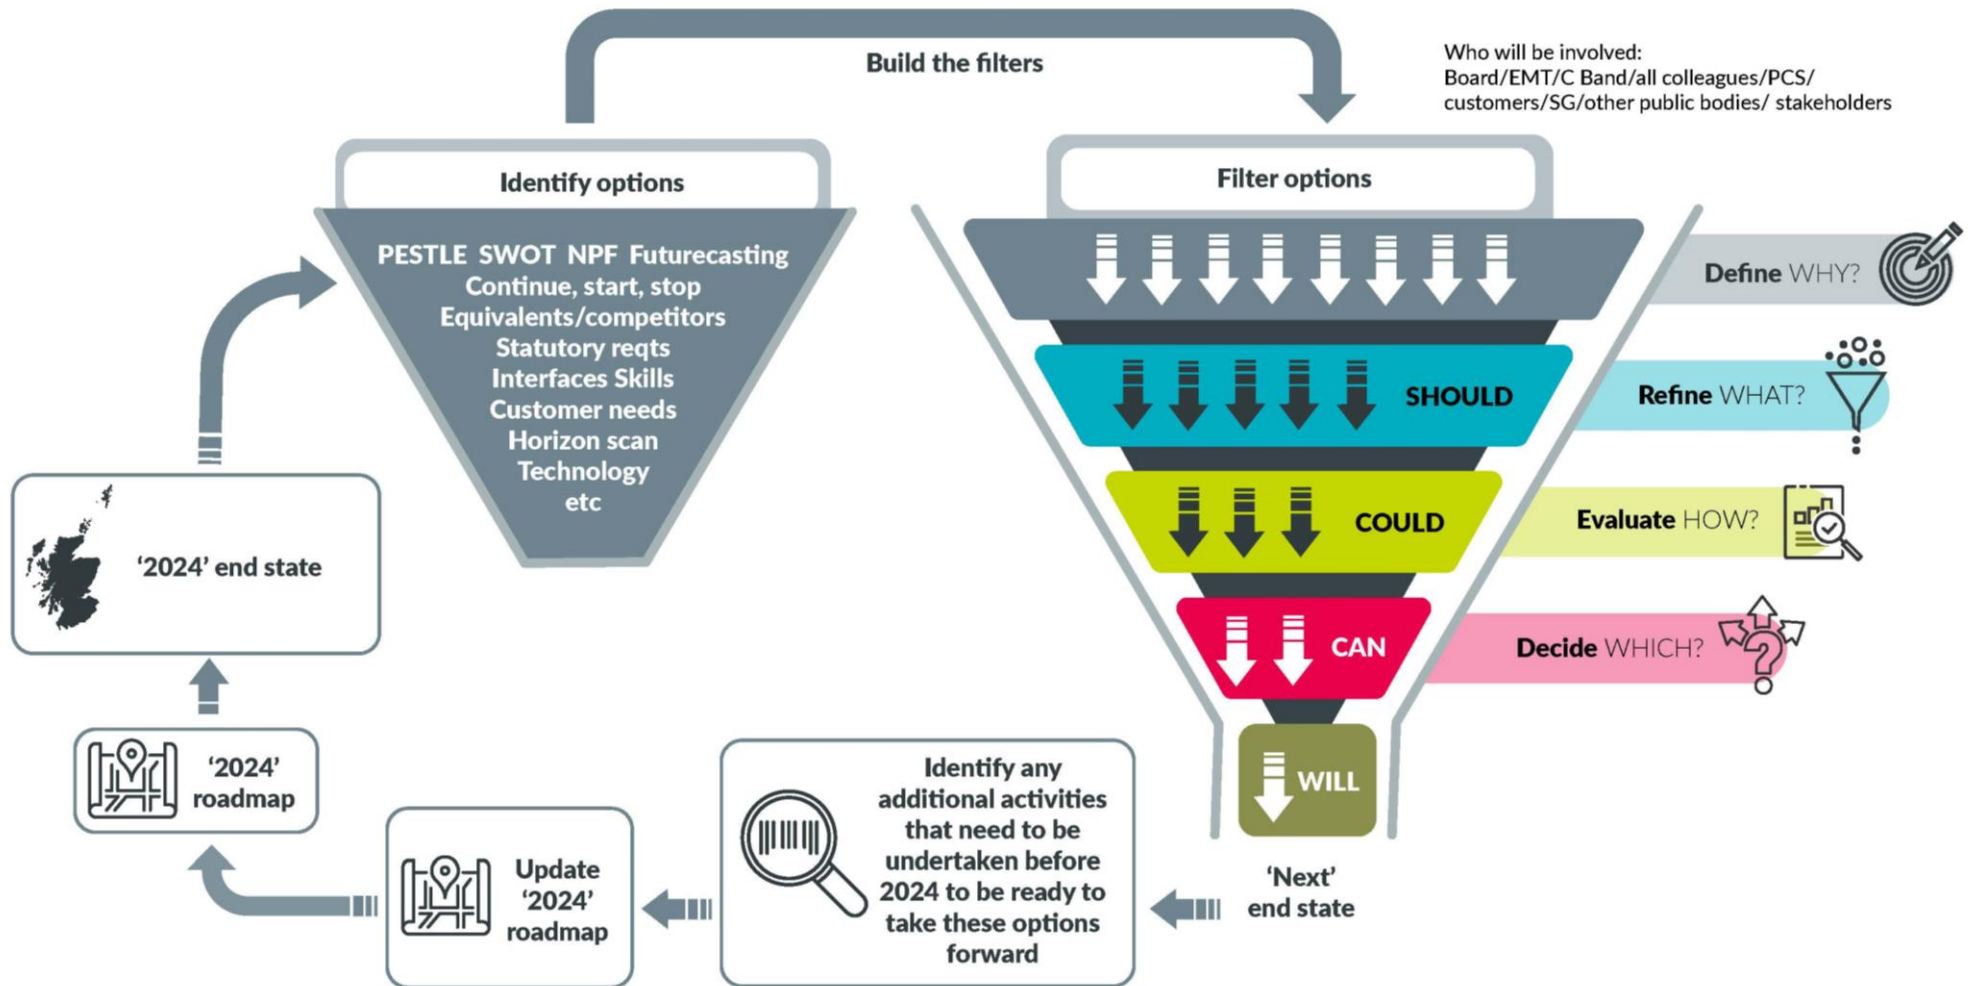 Build the filters
Who will be involved:
Board/EMT/C Band/all colleagues/PCS/
customers/SG/other public bodies/ stakeholders
Identify options
PESTLE SWOT NPF Futurecasting
Continue, start, stop
Equivalents/competitors
Statutory reqts
Interfaces Skills
Customer needs
Horizon scan
Technology
etc
Filter options
Define WHY?
SHOULD
Refine WHAT?
COULD
Evaluate HOW?
CAN
Decide WHICH?
WILL
‘Next’
end state
Identify any
additional activities
that need to be
undertaken before
2024 to be ready to
take these options
forward
Update
‘2024’
roadmap
‘2024’
roadmap
‘2024’ end state